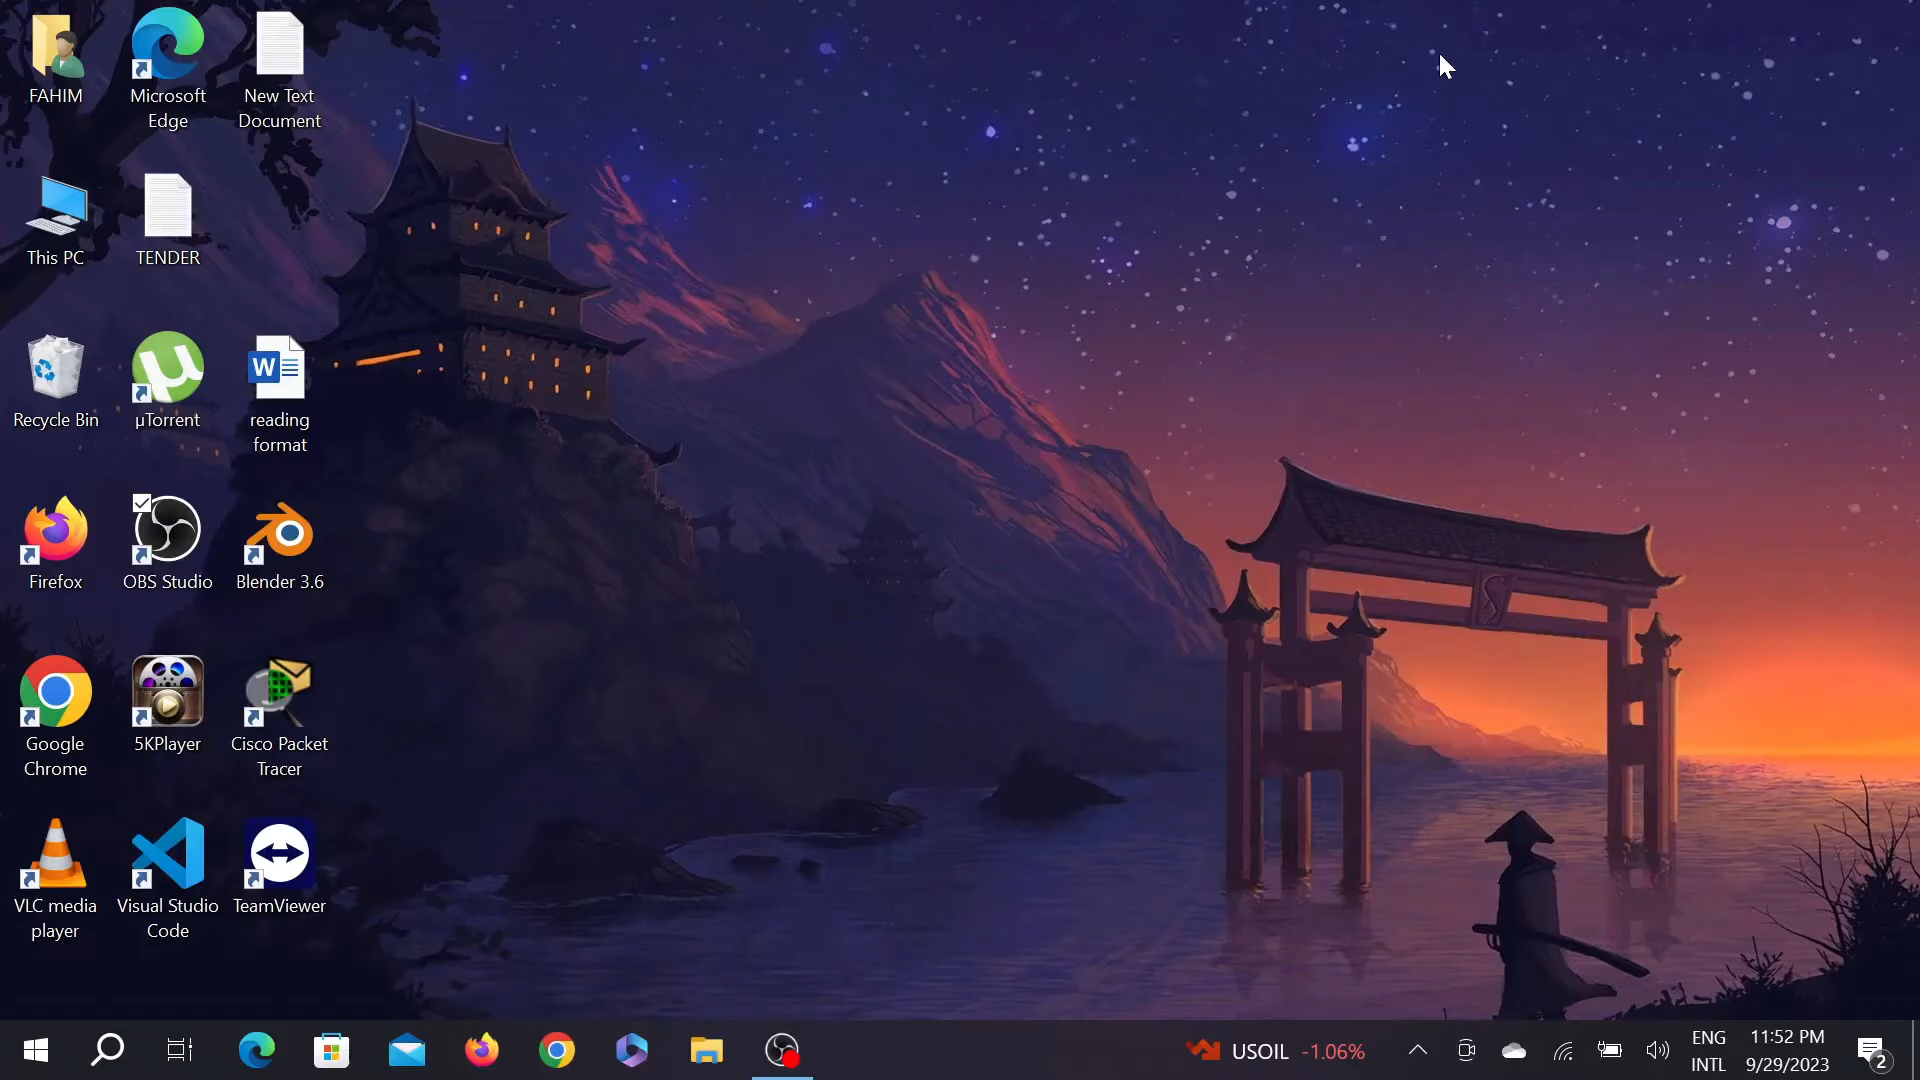 FAHIM
Microsoft
Edge
New Text
Document
This PC
TENDER
Recycle Bin
µTorrent
reading
format
Firefox
OBS Studio
Blender 3.6
Google
Chrome
5KPlayer
Cisco Packet
Tracer
VLC media
player
Visual Studio
Code
TeamViewer
USOIL -1.06%
ENG
INTL
11:52 PM
9/29/2023
2